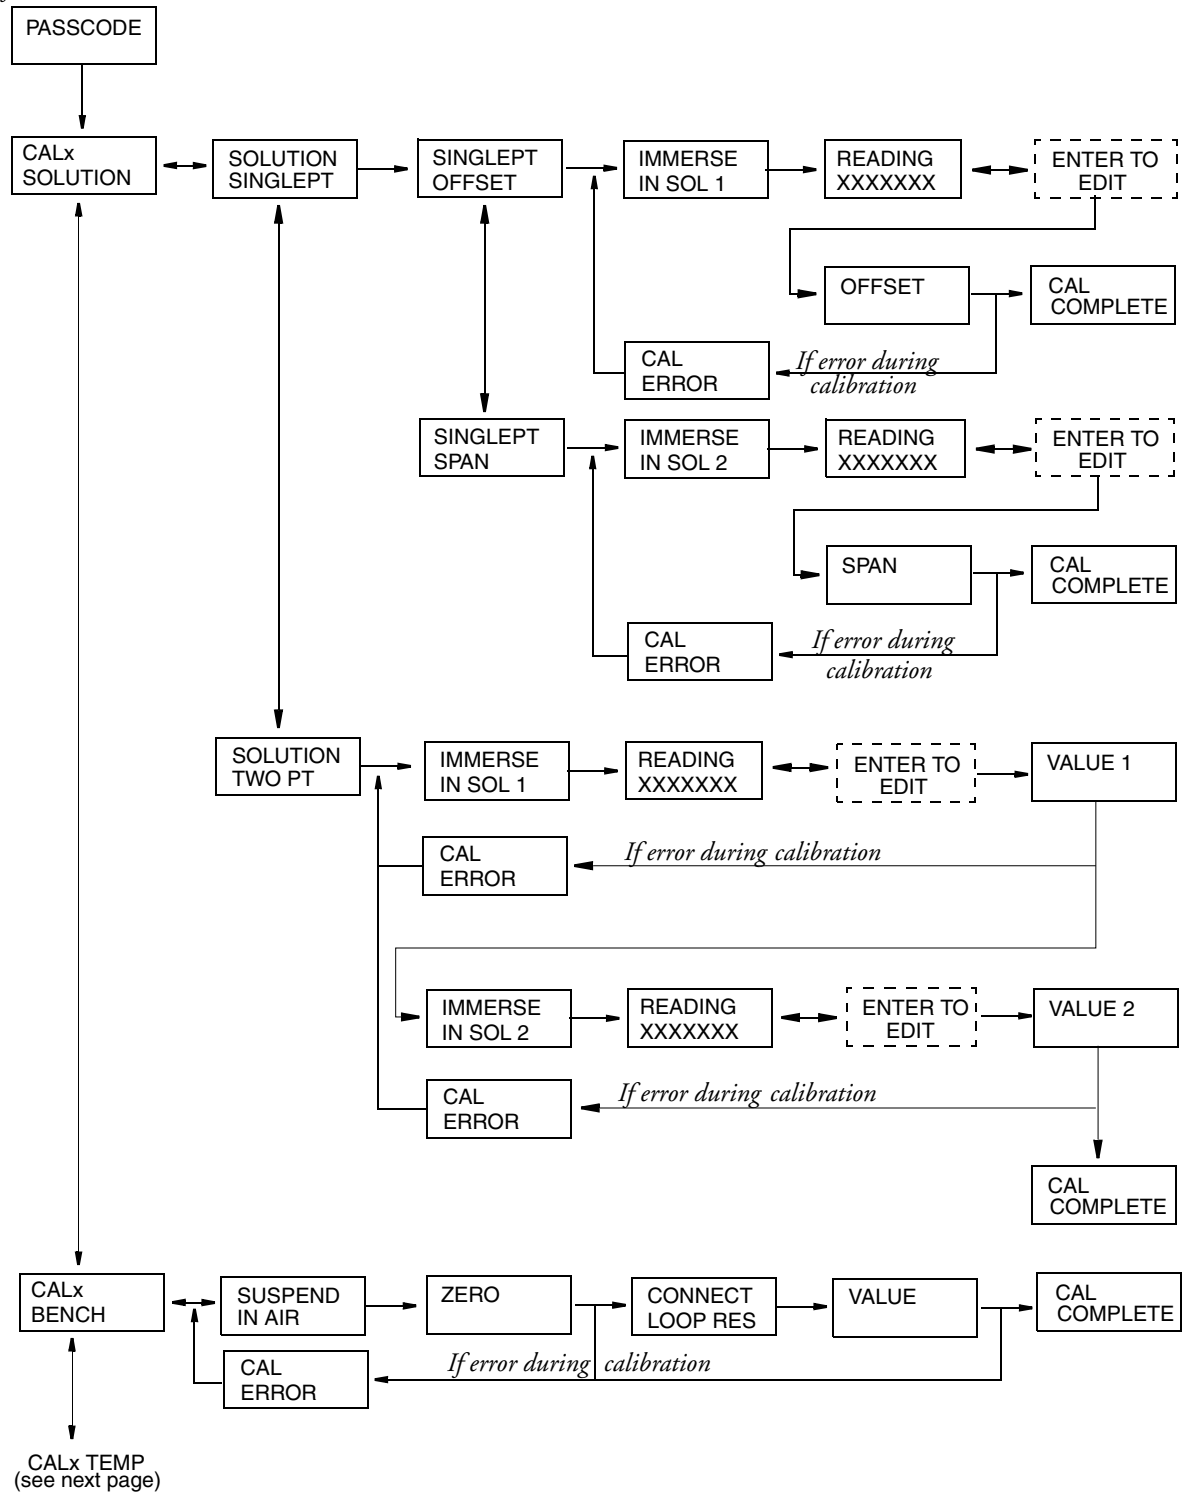 PASSCODE
CALx
SOLUTION
SOLUTION
SINGLEPT
SINGLEPT
OFFSET
IMMERSE
IN SOL 1
READING
XXXXXXX
ENTER TO
EDIT
OFFSET
CAL
COMPLETE
CAL
ERROR
If error during
calibration
SINGLEPT
SPAN
IMMERSE
IN SOL 2
READING
XXXXXXX
ENTER TO
EDIT
SPAN
CAL
COMPLETE
CAL
ERROR
If error during
calibration
SOLUTION
TWO PT
IMMERSE
IN SOL 1
READING
XXXXXXX
ENTER TO
EDIT
VALUE 1
CAL
ERROR
If error during calibration
IMMERSE
IN SOL 2
READING
XXXXXXX
ENTER TO
EDIT
VALUE 2
CAL
ERROR
If error during calibration
CAL
COMPLETE
CALx
BENCH
SUSPEND
IN AIR
ZERO
CONNECT
LOOP RES
VALUE
CAL
COMPLETE
CAL
ERROR
If error during calibration
CALx TEMP
(see next page)